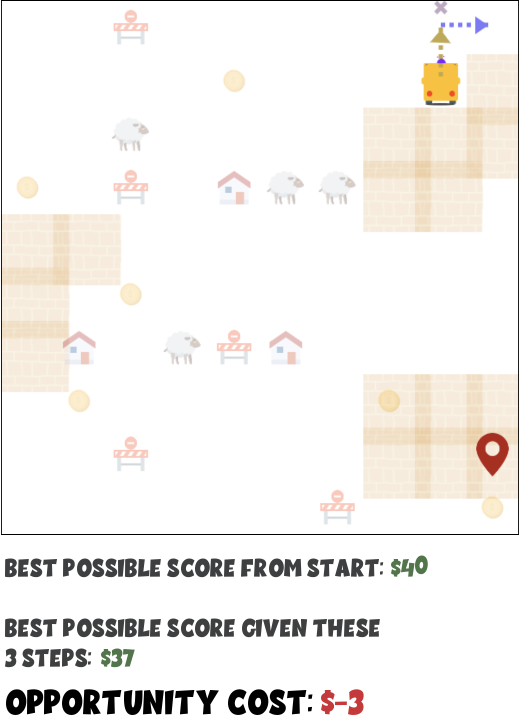 BEST POSSIBLE SCORE FROM START: $40
BEST POSSIBLE SCORE GIVEN THESE
3 STEPS: $37
OPPORTUNITY COST: $-3